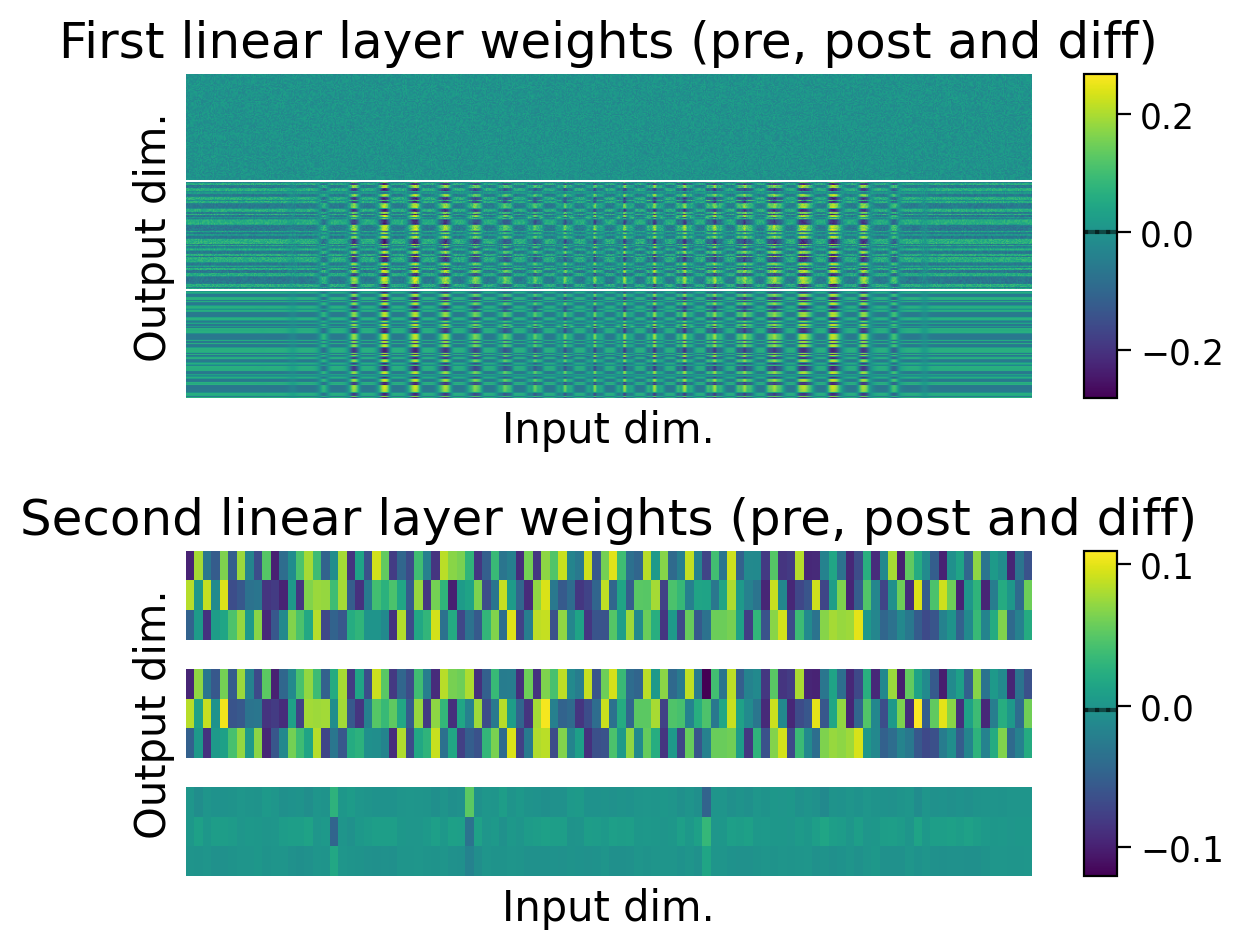 First linear layer weights (pre, post and diff)
Output dim.
0.2
0.0
−0.2
Input dim.
Second linear layer weights (pre, post and diff)
Output dim.
0.1
0.0
−0.1
Input dim.